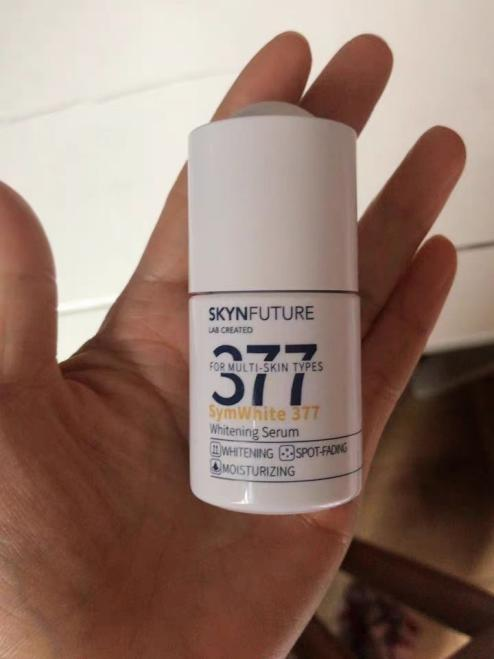 SKYNFUTURE
LAB CREATED
377
FOR MULTI-SKIN TYPES
SymWhite 377
Whitening Serum
WHITENING SPOT-FADING
MOISTURIZING